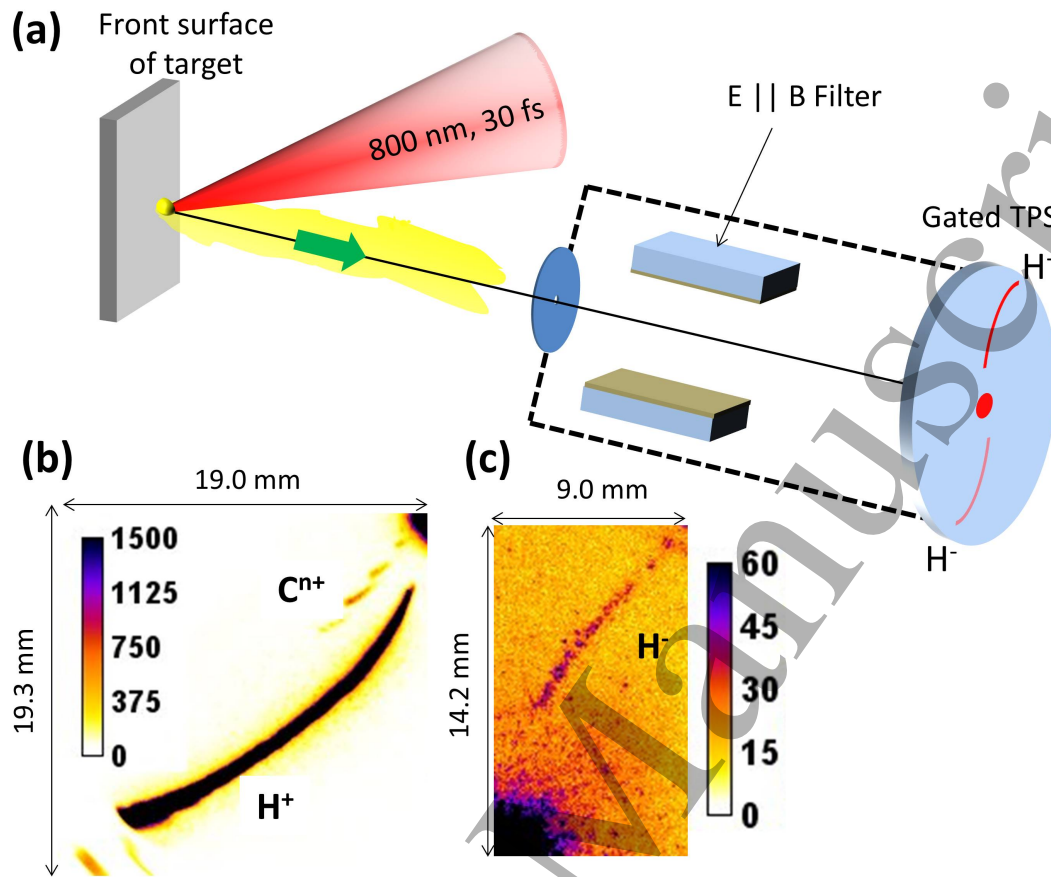 (a)
Front surface
of target
800 nm, 30 fs
E || B Filter
Gated TPS
H⁺
H⁻
(b)
19.0 mm
19.3 mm
1500
1125
750
375
0
Cⁿ⁺
H⁺
(c)
9.0 mm
14.2 mm
H⁻
60
45
30
15
0
Manuscri